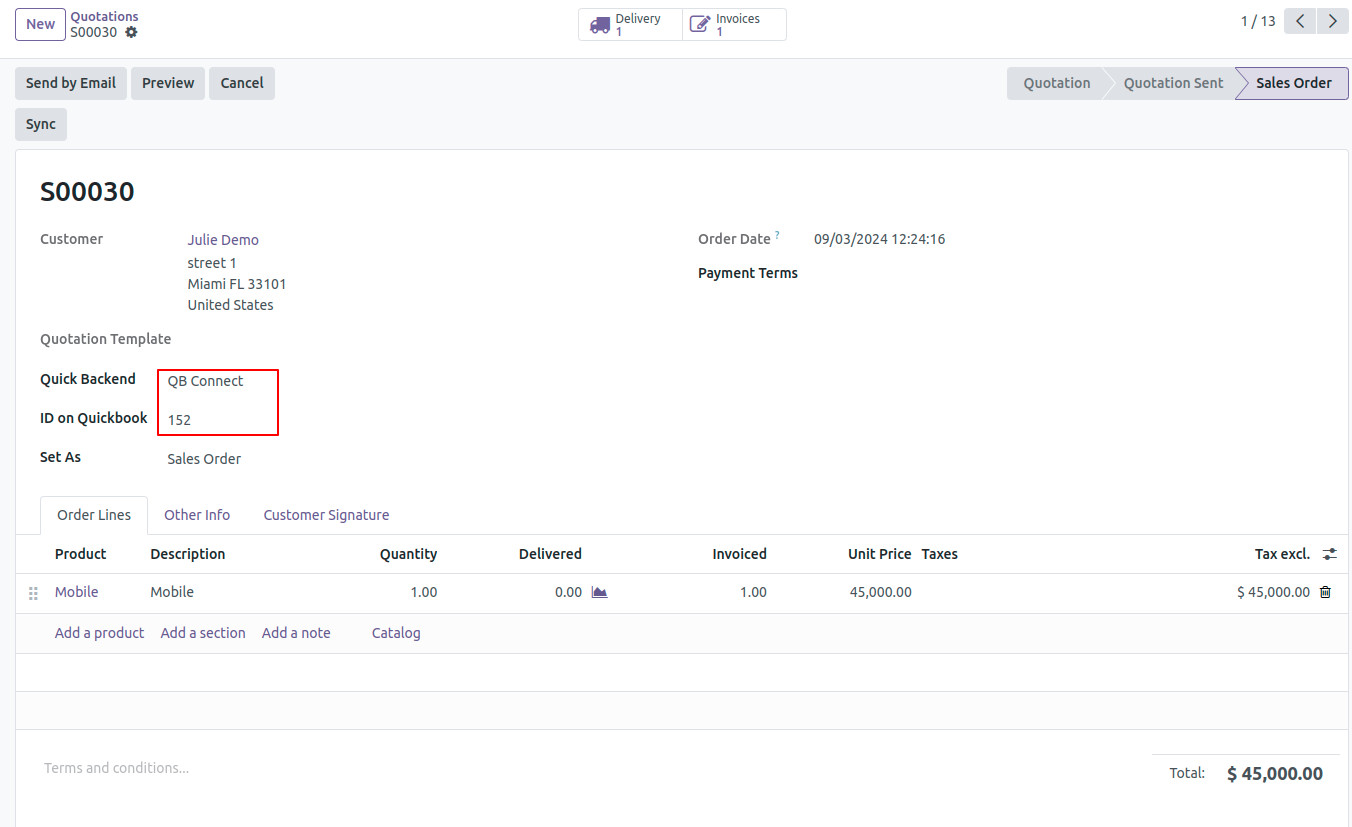 New Quotations
S00030
Delivery
1
Invoices
1
1 / 13
Send by Email Preview Cancel
Quotation Quotation Sent Sales Order
Sync
S00030
Customer Julie Demo
street 1
Miami FL 33101
United States
Order Date ? 09/03/2024 12:24:16
Payment Terms
Quotation Template
Quick Backend QB Connect
ID on Quickbook 152
Set As Sales Order
Order Lines Other Info Customer Signature
Product Description Quantity Delivered Invoiced Unit Price Taxes Tax excl.
Mobile Mobile 1.00 0.00 1.00 45,000.00 $ 45,000.00
Add a product Add a section Add a note Catalog
Terms and conditions...
Total: $ 45,000.00